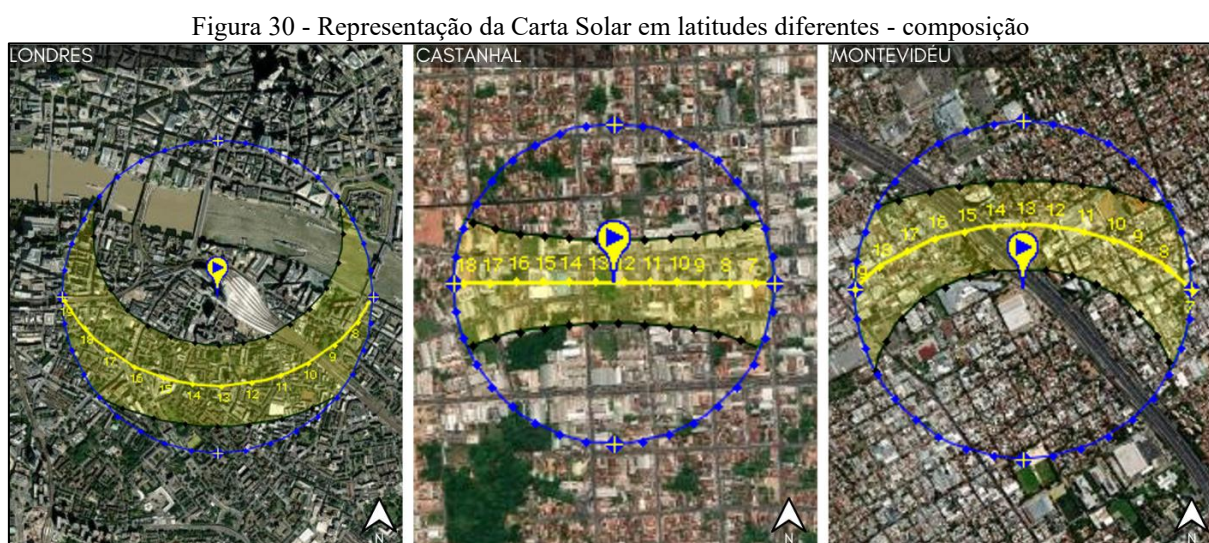 Figura 30 - Representação da Carta Solar em latitudes diferentes - composição
LONDRES
19 18 17 16 15 14 13 12 11 10 9 8
N
CASTANHAL
18 17 16 15 14 13 12 11 10 9 8 7
N
MONTEVIDÉU
19 18 17 16 15 14 13 12 11 10 9 8 7
N